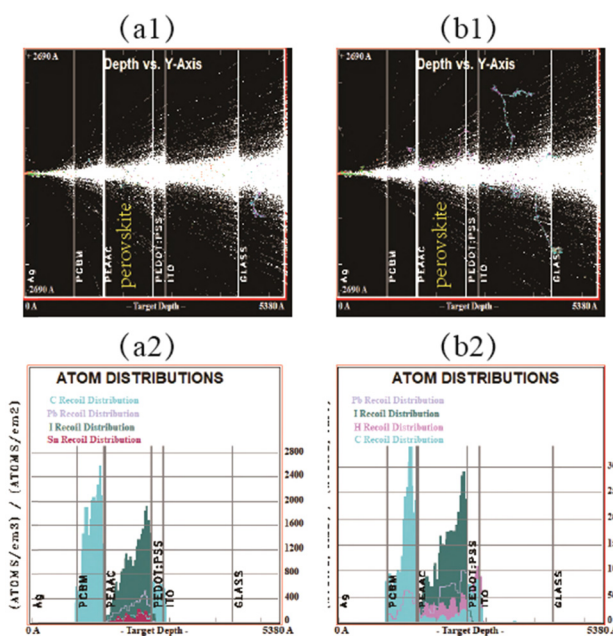 (a1)
(b1)
2690 A
Depth vs. Y-Axis
Ag
PCBM
PEAAC
perovskite
PEDOT:PSS
ITO
GLASS
-2690 A
0 A
-- Target Depth --
5380 A
2690 A
Depth vs. Y-Axis
Ag
PCBM
PEAAC
perovskite
PEDOT:PSS
ITO
GLASS
-2690 A
0 A
-- Target Depth --
5380 A
(a2)
(b2)
ATOM DISTRIBUTIONS
C Recoil Distribution
Pb Recoil Distribution
I Recoil Distribution
Sn Recoil Distribution
(ATOMS/cm3) / (ATOMS/cm2)
2800
2400
2000
1600
1200
800
400
0
Ag
PCBM
PEAAC
PEDOT:PSS
ITO
GLASS
0 A
- Target Depth -
5380 A
ATOM DISTRIBUTIONS
Pb Recoil Distribution
I Recoil Distribution
H Recoil Distribution
C Recoil Distribution
Ag
PCBM
PEAAC
PEDOT:PSS
ITO
GLASS
0 A
- Target Depth -
5380 A